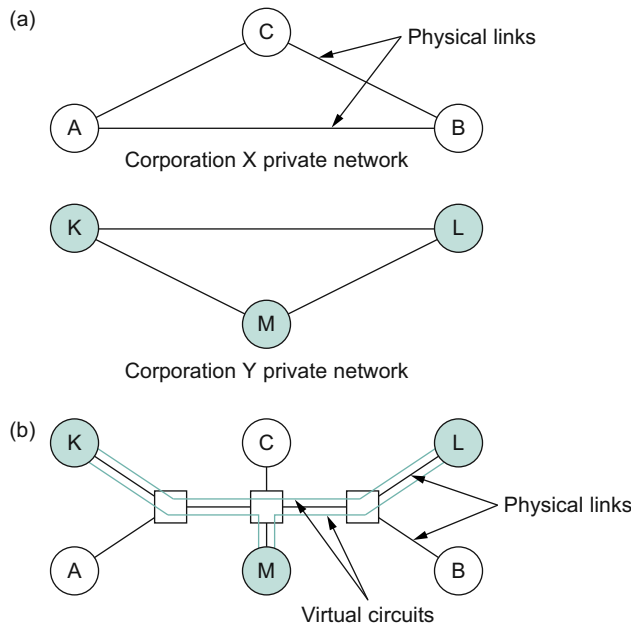 (a)
C
Physical links
A
B
Corporation X private network
K
L
M
Corporation Y private network
(b)
K
C
L
Physical links
A
M
B
Virtual circuits